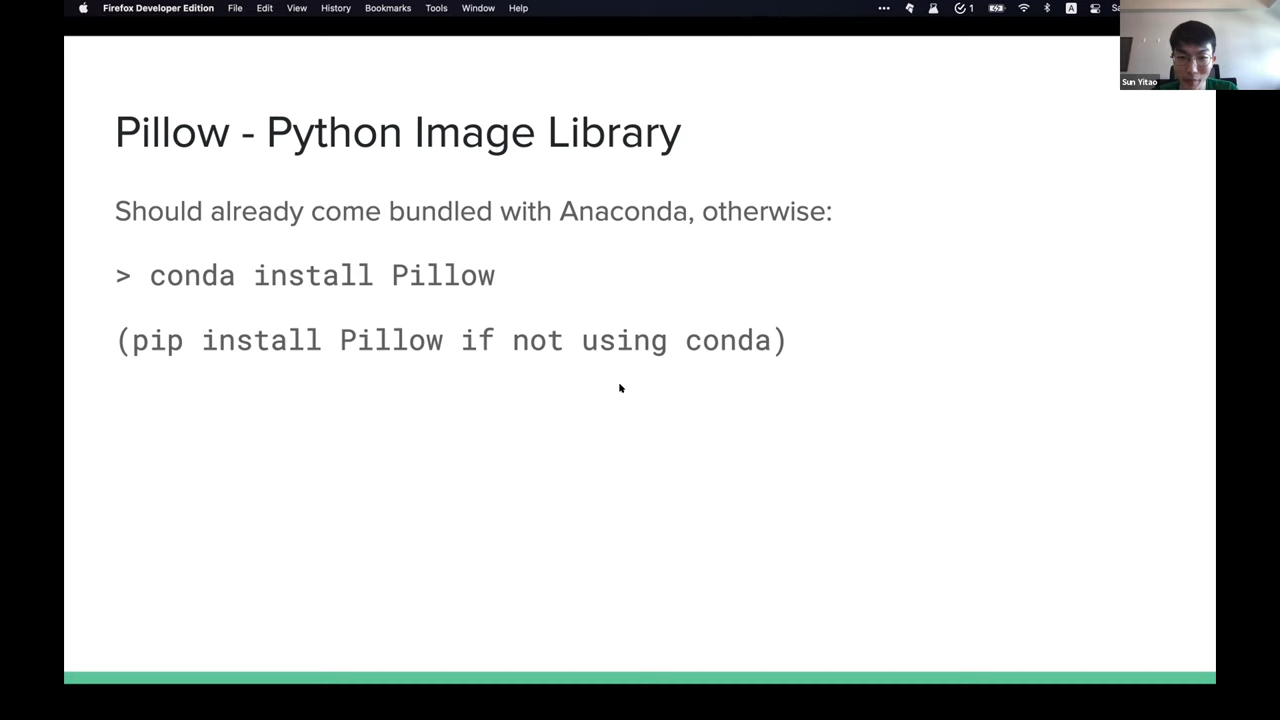 Firefox Developer Edition File Edit View History Bookmarks Tools Window Help ••• 1 A
Sun Yitao
Pillow - Python Image Library
Should already come bundled with Anaconda, otherwise:
> conda install Pillow
(pip install Pillow if not using conda)